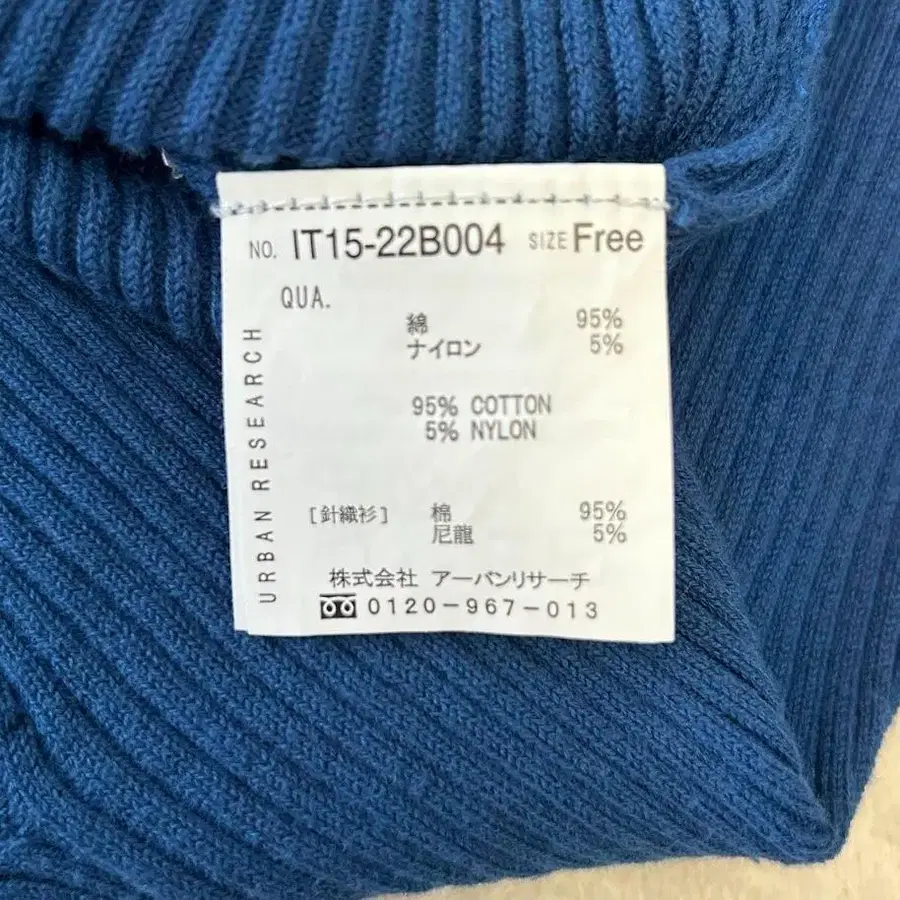 NO. IT15-22B004 SIZE Free
QUA.
綿 95%
ナイロン 5%
95% COTTON
5% NYLON
[針織衫] 棉 95%
尼龍 5%
株式会社 アーバンリサーチ
0120-967-013
URBAN RESEARCH